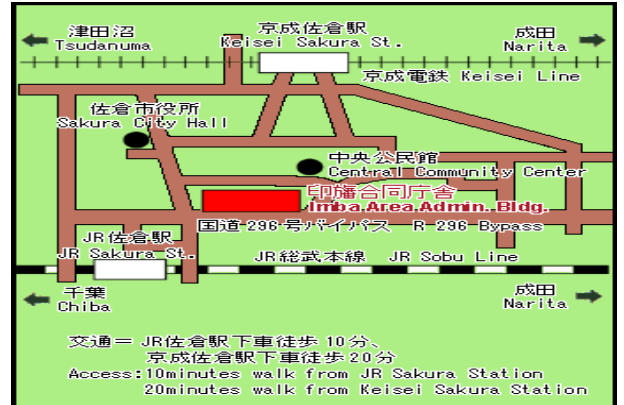 津田沼
Tsudanuma
京成佐倉駅
Keisei Sakura St.
成田
Narita
京成電鉄 Keisei Line
佐倉市役所
Sakura City Hall
中央公民館
Central Community Center
印旛合同庁舎
Imba Area Admin. Bldg.
国道296号バイパス R 296 Bypass
JR佐倉駅
JR Sakura St.
JR総武本線 JR Sobu Line
千葉
Chiba
成田
Narita
交通＝JR佐倉駅下車徒歩10分、
京成佐倉駅下車徒歩20分
Access:10minutes walk from JR Sakura Station
20minutes walk from Keisei Sakura Station